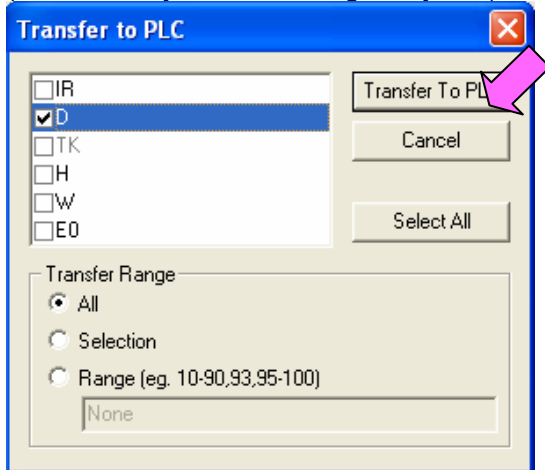 Transfer to PLC
IR
D
TK
H
W
E0
Transfer To
Cancel
Select All
Transfer Range
All
Selection
Range (eg. 10-90,93,95-100)
None